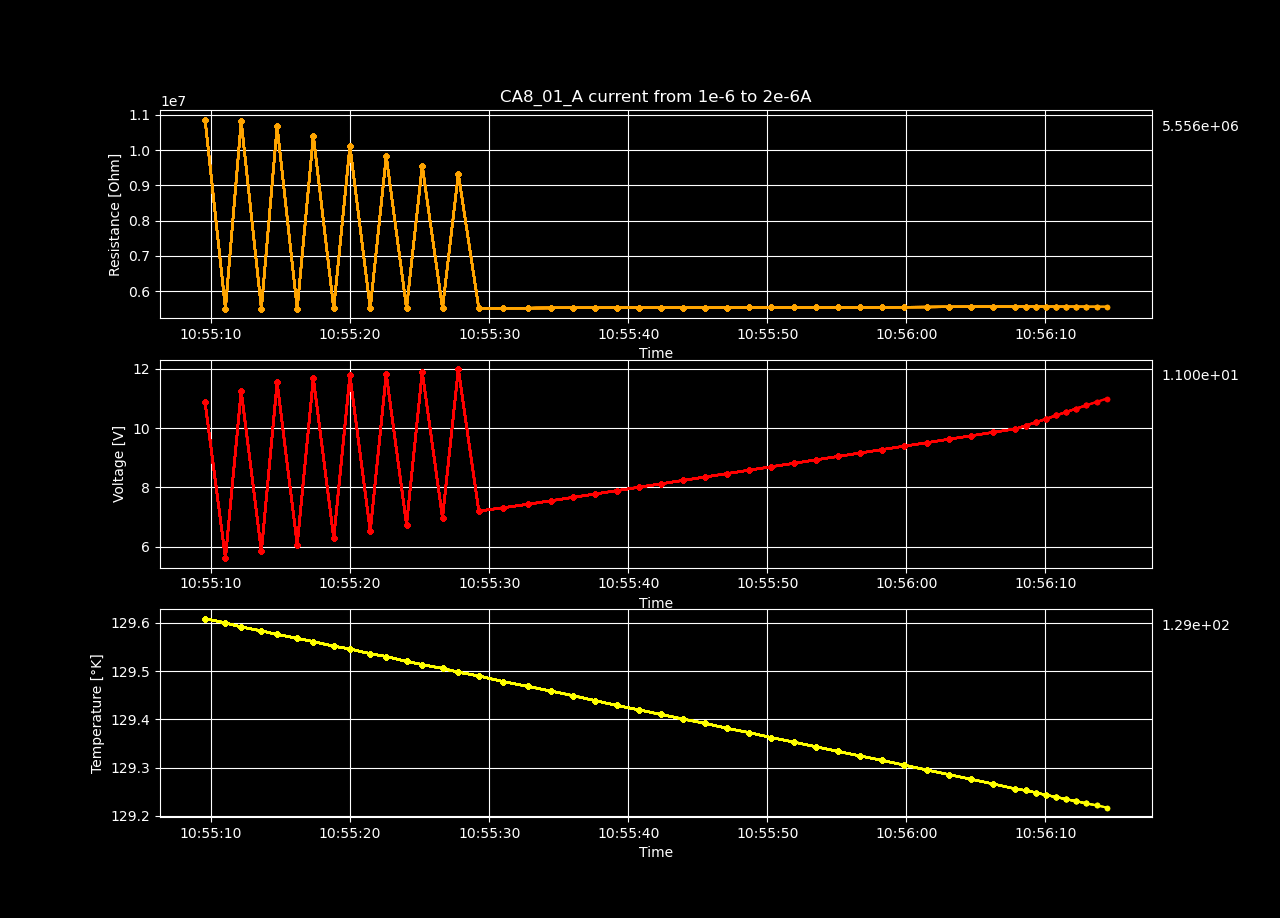 CA8_01_A current from 1e-6 to 2e-6A
1e7
1.1
1.0
0.9
0.8
0.7
0.6
Resistance [Ohm]
5.556e+06
10:55:10 10:55:20 10:55:30 10:55:40 10:55:50 10:56:00 10:56:10
Time
12
10
8
6
Voltage [V]
1.100e+01
10:55:10 10:55:20 10:55:30 10:55:40 10:55:50 10:56:00 10:56:10
Time
129.6
129.5
129.4
129.3
129.2
Temperature [°K]
1.29e+02
10:55:10 10:55:20 10:55:30 10:55:40 10:55:50 10:56:00 10:56:10
Time